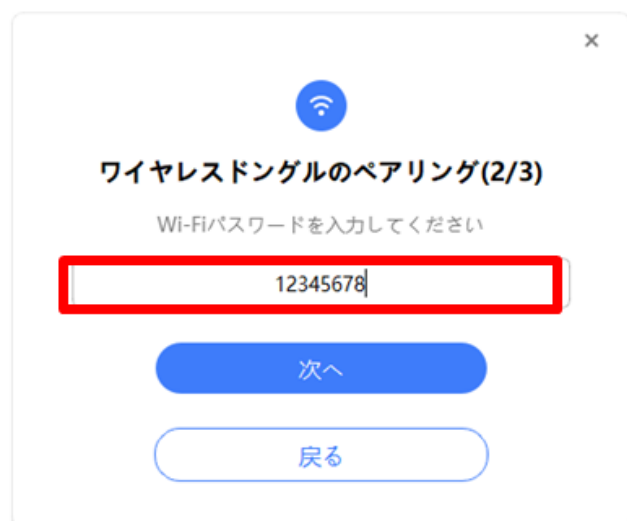 ×
ワイヤレスドングルのペアリング(2/3)
Wi-Fiパスワードを入力してください
12345678
次へ
戻る